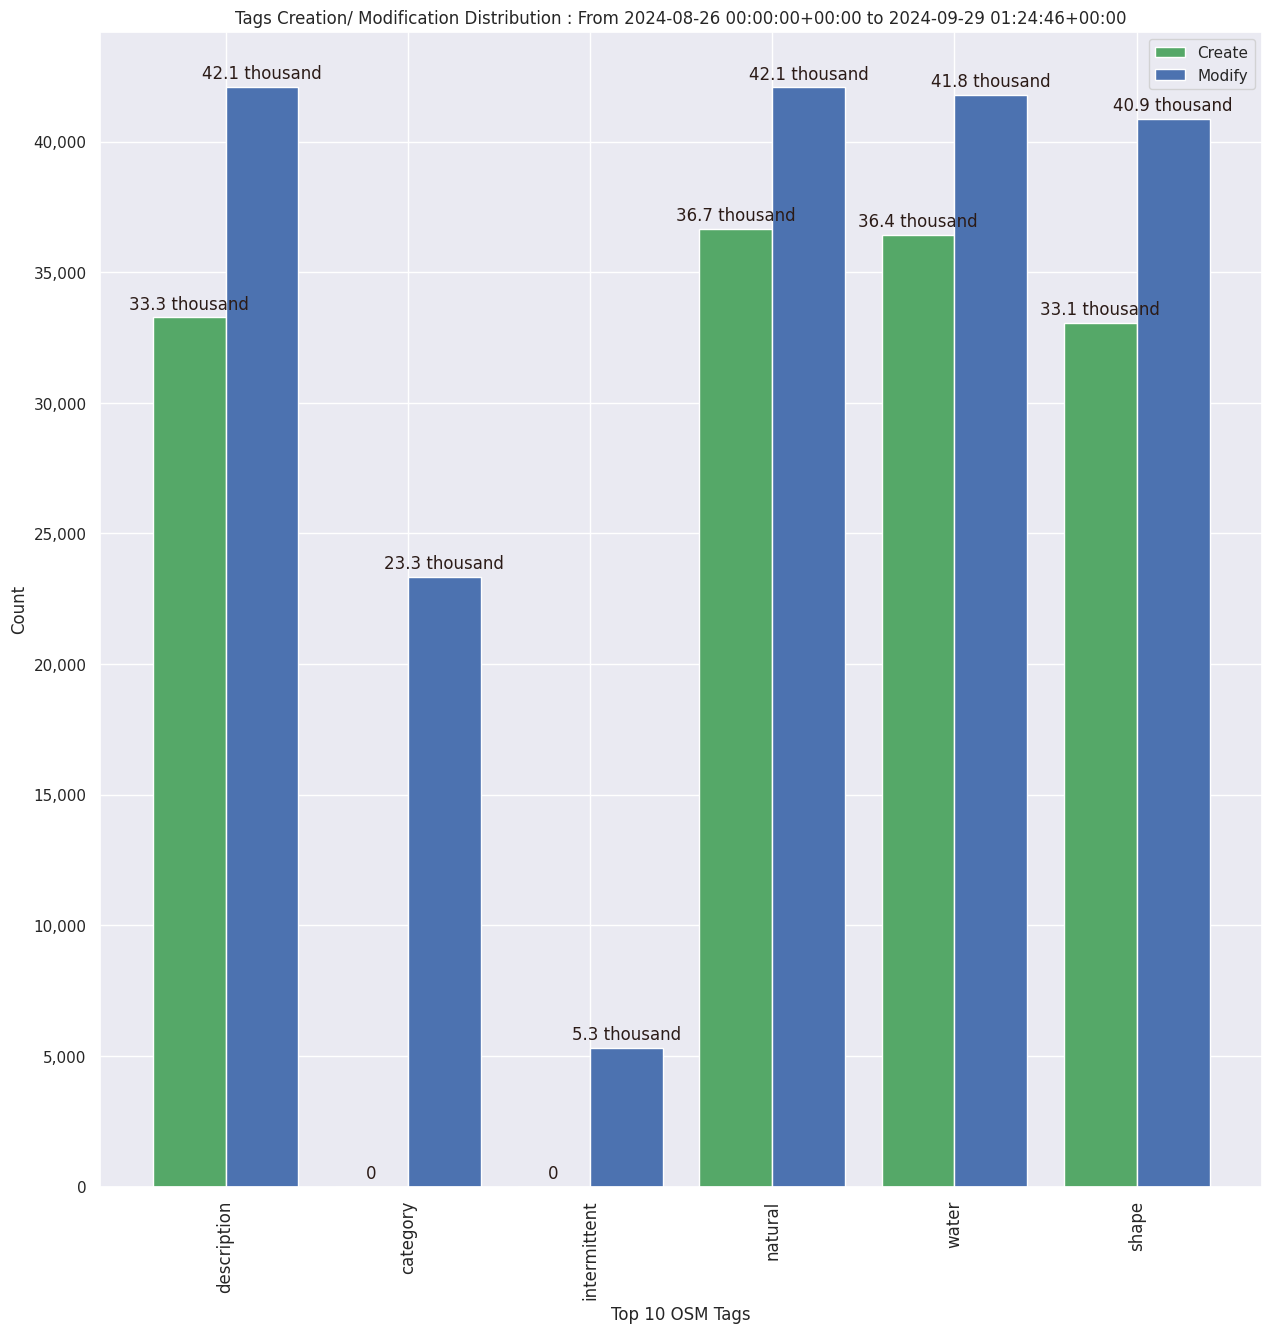 Tags Creation/ Modification Distribution : From 2024-08-26 00:00:00+00:00 to 2024-09-29 01:24:46+00:00
Create
Modify
42.1 thousand
42.1 thousand
41.8 thousand
40.9 thousand
36.7 thousand
36.4 thousand
33.3 thousand
33.1 thousand
23.3 thousand
5.3 thousand
0
0
40,000
35,000
30,000
25,000
20,000
15,000
10,000
5,000
0
Count
description
category
intermittent
natural
water
shape
Top 10 OSM Tags